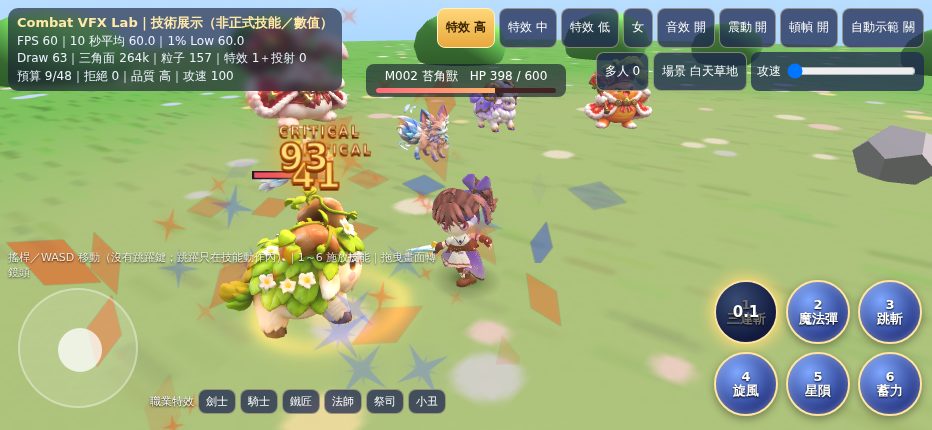 Combat VFX Lab｜技術展示（非正式技能／數值）
FPS 60｜10 秒平均 60.0｜1% Low 60.0
Draw 63｜三角面 264k｜粒子 157｜特效 1＋投射 0
預算 9/48｜拒絕 0｜品質 高｜攻速 100
特效 高
特效 中
特效 低
女
音效 開
震動 開
頓幀 開
自動示範 關
多人 0
場景 白天草地
攻速
M002 苔角獸 HP 398 / 600
CRITICAL
93
ICAL
41
搖桿／WASD 移動（沒有跳躍鍵；跳躍只在技能動作內）｜1～6 施放技能｜拖曳畫面轉
鏡頭
1
0.1
三連斬
2
魔法彈
3
跳斬
4
旋風
5
星隕
6
蓄力
職業特效
劍士
騎士
鐵匠
法師
祭司
小丑